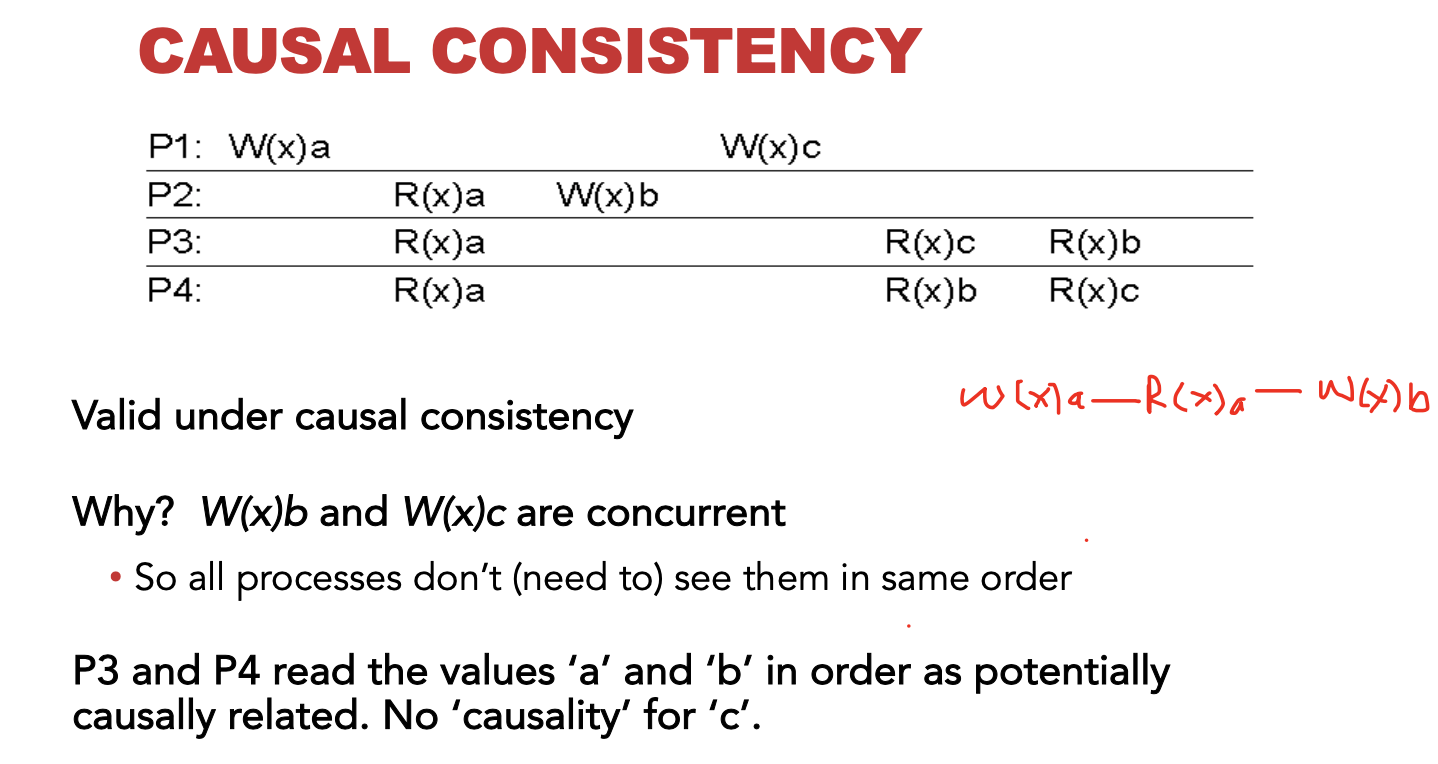 CAUSAL CONSISTENCY
P1: W(x)a W(x)c
P2: R(x)a W(x)b
P3: R(x)a R(x)c R(x)b
P4: R(x)a R(x)b R(x)c
W(x)a — R(x)a — W(x)b
Valid under causal consistency
Why? W(x)b and W(x)c are concurrent
• So all processes don’t (need to) see them in same order
P3 and P4 read the values ‘a’ and ‘b’ in order as potentially
causally related. No ‘causality’ for ‘c’.